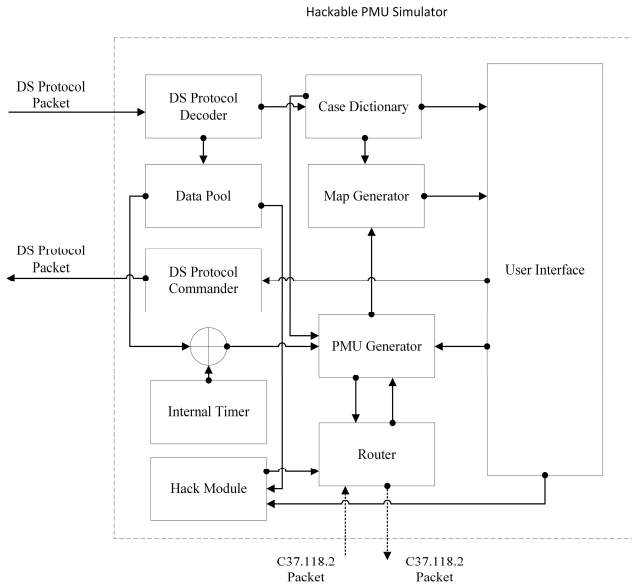 Hackable PMU Simulator
DS Protocol
Packet
DS Protocol
Decoder
Case Dictionary
Data Pool
Map Generator
DS Protocol
Packet
DS Protocol
Commander
User Interface
PMU Generator
Internal Timer
Router
Hack Module
C37.118.2
Packet
C37.118.2
Packet